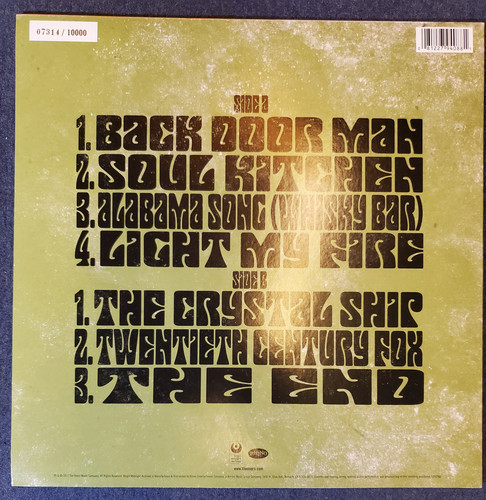 07314 / 10000
SIDE A
1. BACK DOOR MAN
2. SOUL KITCHEN
3. ALABAMA SONG (WHISKY BAR)
4. LIGHT MY FIRE
SIDE B
1. THE CRYSTAL SHIP
2. TWENTIETH CENTURY FOX
3. THE END
RHINO
www.thedoors.com